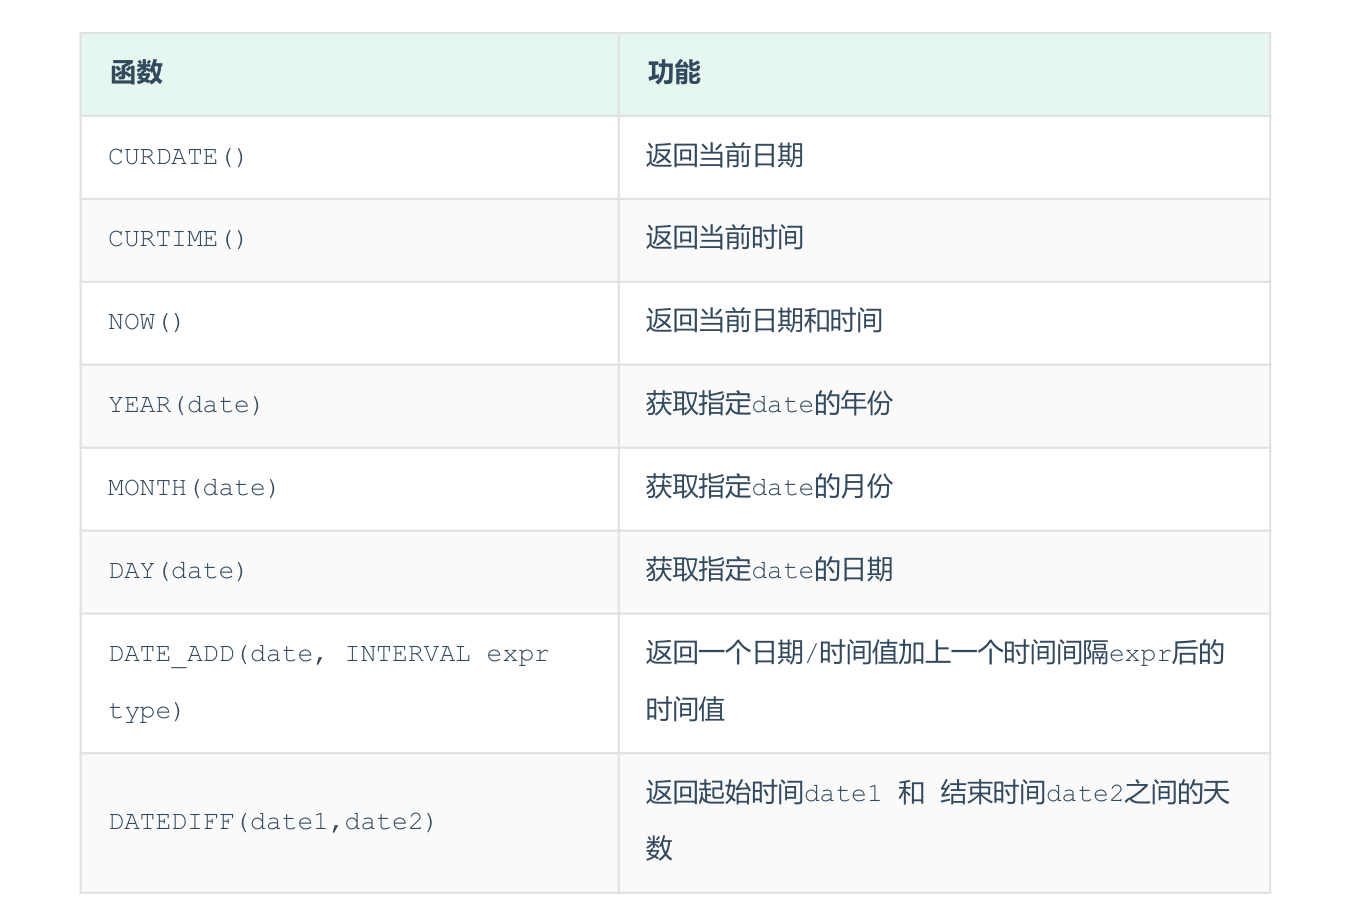 函数 功能
CURDATE() 返回当前日期
CURTIME() 返回当前时间
NOW() 返回当前日期和时间
YEAR(date) 获取指定date的年份
MONTH(date) 获取指定date的月份
DAY(date) 获取指定date的日期
DATE_ADD(date, INTERVAL expr
type)
返回一个日期/时间值加上一个时间间隔expr后的
时间值
DATEDIFF(date1,date2)
返回起始时间date1 和 结束时间date2之间的天
数